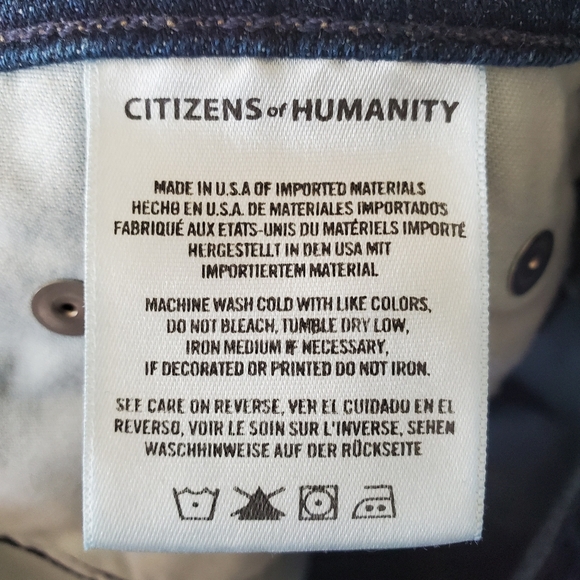 CITIZENS of HUMANITY
MADE IN U.S.A OF IMPORTED MATERIALS
HECHO EN U.S.A. DE MATERIALES IMPORTADOS
FABRIQUÉ AUX ETATS-UNIS DU MATÉRIELS IMPORTÉ
HERGESTELLT IN DEN USA MIT
IMPORTIERTEM MATERIAL
MACHINE WASH COLD WITH LIKE COLORS,
DO NOT BLEACH, TUMBLE DRY LOW,
IRON MEDIUM IF NECESSARY,
IF DECORATED OR PRINTED DO NOT IRON.
SEE CARE ON REVERSE, VER EL CUIDADO EN EL
REVERSO, VOIR LE SOIN SUR L'INVERSE, SEHEN
WASCHHINWEISE AUF DER RÜCKSEITE